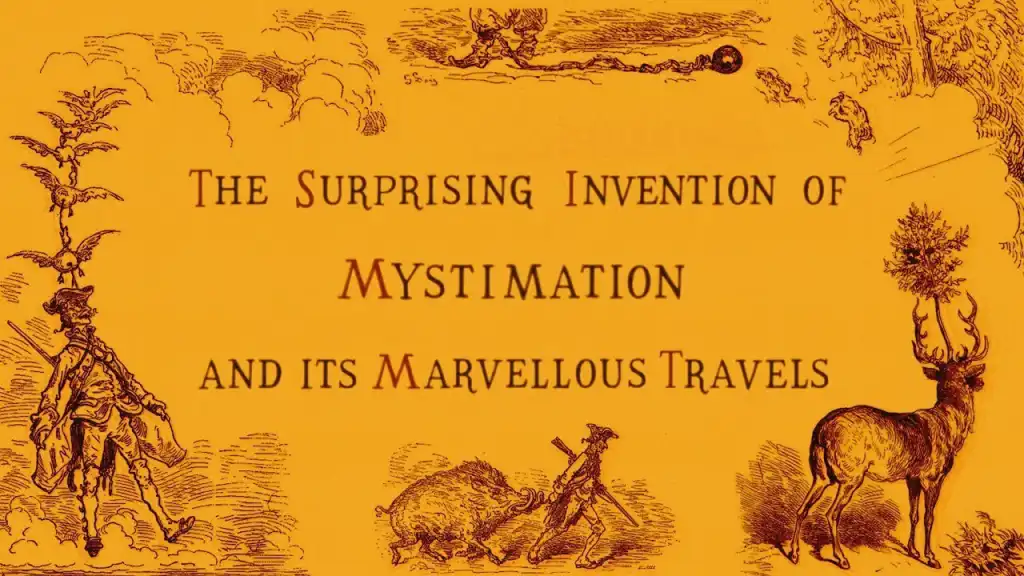 The Surprising Invention of
Mystimation
and its Marvellous Travels